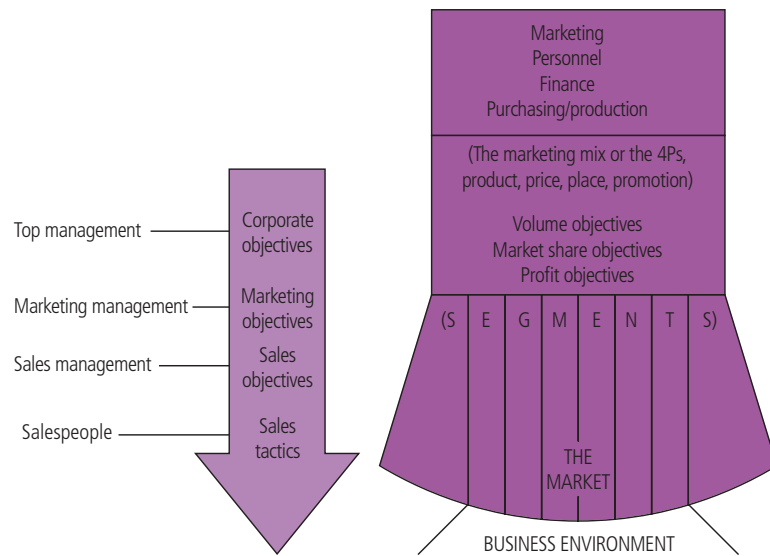 Top management
Marketing management
Sales management
Salespeople
Corporate
objectives
Marketing
objectives
Sales
objectives
Sales
tactics
Marketing
Personnel
Finance
Purchasing/production
(The marketing mix or the 4Ps,
product, price, place, promotion)
Volume objectives
Market share objectives
Profit objectives
(S E G M E N T S)
THE
MARKET
BUSINESS ENVIRONMENT